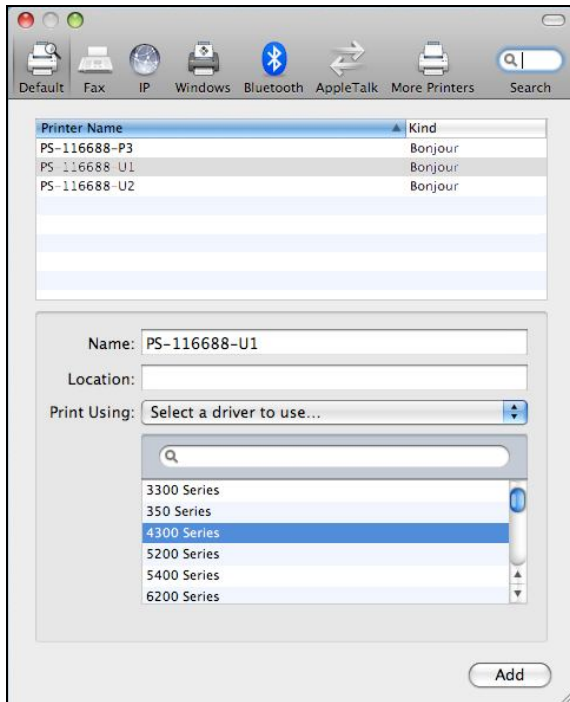 Default Fax IP Windows Bluetooth AppleTalk More Printers Search
Printer Name Kind
PS-116688-P3 Bonjour
PS-116688-U1 Bonjour
PS-116688-U2 Bonjour
Name: PS-116688-U1
Location:
Print Using: Select a driver to use...
3300 Series
350 Series
4300 Series
5200 Series
5400 Series
6200 Series
Add